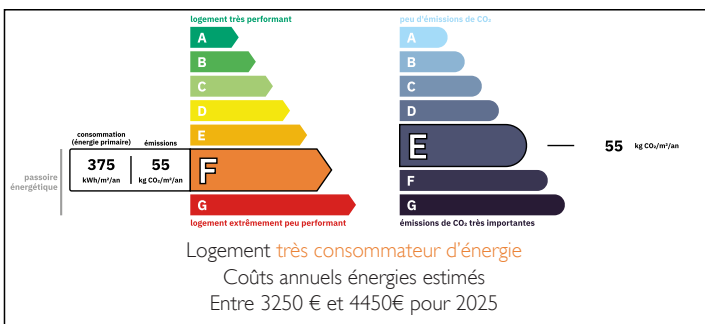 logement très performant
A
B
C
D
E
consommation
(énergie primaire)
émissions
passoire
énergétique
375
kWh/m²/an
55
kg CO₂/m²/an
F
G
logement extrêmement peu performant
peu d'émissions de CO₂
A
B
C
D
E
55 kg CO₂/m²/an
F
G
émissions de CO₂ très importantes
Logement très consommateur d'énergie
Coûts annuels énergies estimés
Entre 3250 € et 4450€ pour 2025